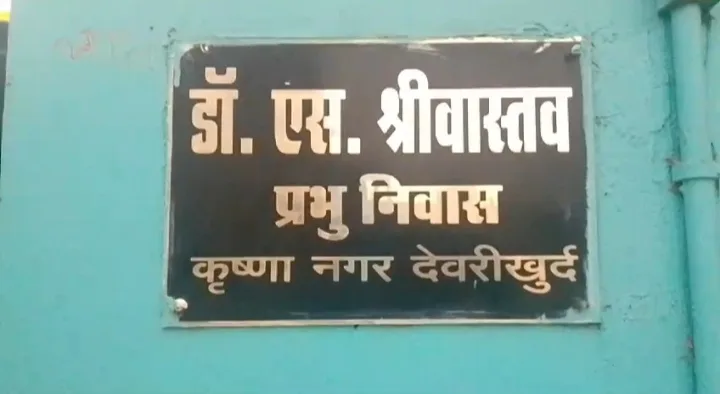 डॉ. एस. श्रीवास्तव
प्रभु निवास
कृष्णा नगर देवरीखुर्द